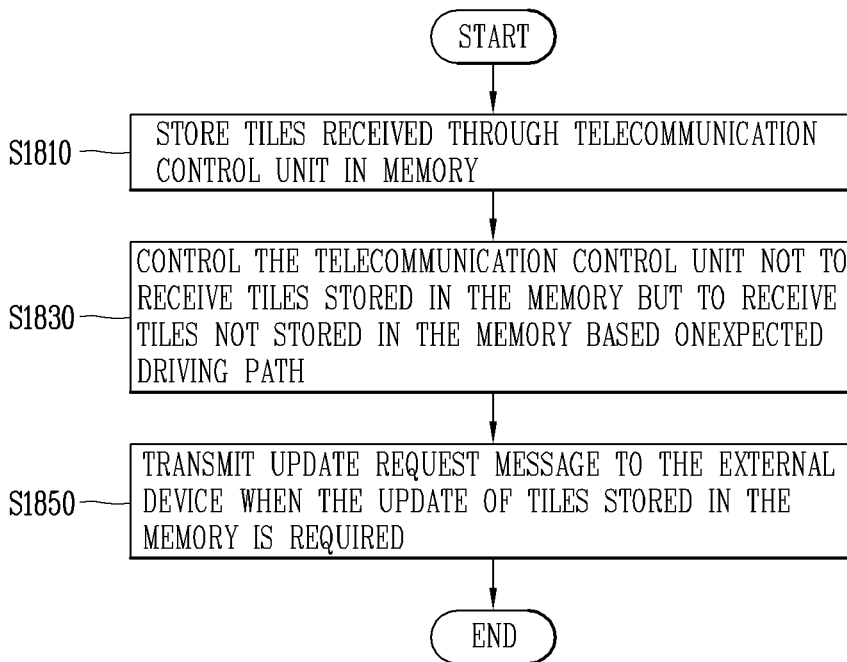 START
S1810
STORE TILES RECEIVED THROUGH TELECOMMUNICATION
CONTROL UNIT IN MEMORY
S1830
CONTROL THE TELECOMMUNICATION CONTROL UNIT NOT TO
RECEIVE TILES STORED IN THE MEMORY BUT TO RECEIVE
TILES NOT STORED IN THE MEMORY BASED ONEXPECTED
DRIVING PATH
S1850
TRANSMIT UPDATE REQUEST MESSAGE TO THE EXTERNAL
DEVICE WHEN THE UPDATE OF TILES STORED IN THE
MEMORY IS REQUIRED
END